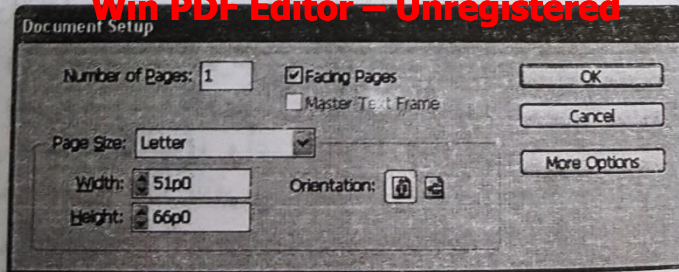 Win PDF Editor — Unregistered
Document Setup
Number of Pages: 1
Facing Pages
Master Text Frame
OK
Cancel
More Options
Page Size: Letter
Width: 51p0
Height: 66p0
Orientation: